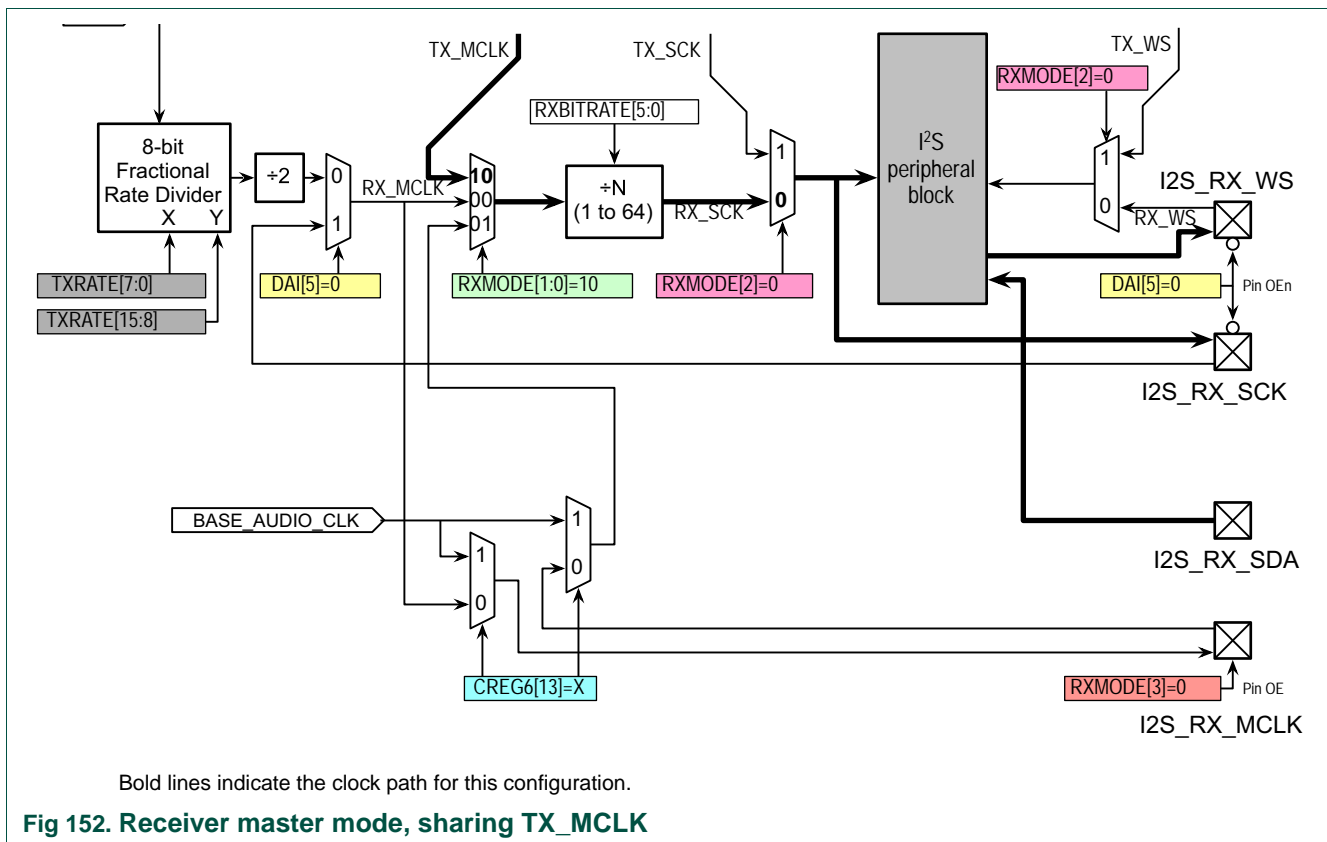 TX_MCLK
TX_SCK
TX_WS
RXMODE[2]=0
RXBITRATE[5:0]
8-bit
Fractional
Rate Divider
X Y
÷2
0
1
RX_MCLK
10
00
01
÷N
(1 to 64)
RX_SCK
1
0
I²S
peripheral
block
1
0
I2S_RX_WS
RX_WS
TXRATE[7:0]
TXRATE[15:8]
DAI[5]=0
RXMODE[1:0]=10
RXMODE[2]=0
DAI[5]=0
Pin OEn
I2S_RX_SCK
BASE_AUDIO_CLK
1
0
1
0
I2S_RX_SDA
CREG6[13]=X
RXMODE[3]=0
Pin OE
I2S_RX_MCLK
Bold lines indicate the clock path for this configuration.
Fig 152. Receiver master mode, sharing TX_MCLK